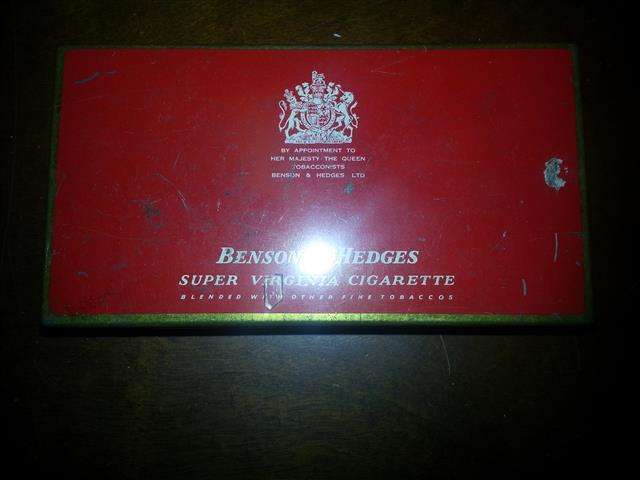 BY APPOINTMENT TO
HER MAJESTY THE QUEEN
TOBACCONISTS
BENSON & HEDGES LTD
BENSON & HEDGES
SUPER VIRGINIA CIGARETTE
BLENDED WITH OTHER FINE TOBACCOS